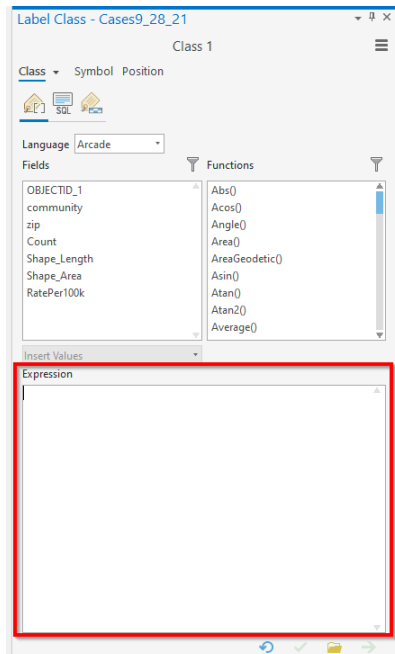 Label Class - Cases9_28_21
Class 1
Class Symbol Position
SQL
Language Arcade
Fields
Functions
OBJECTID_1
community
zip
Count
Shape_Length
Shape_Area
RatePer100k
Abs()
Acos()
Angle()
Area()
AreaGeodetic()
Asin()
Atan()
Atan2()
Average()
Insert Values
Expression